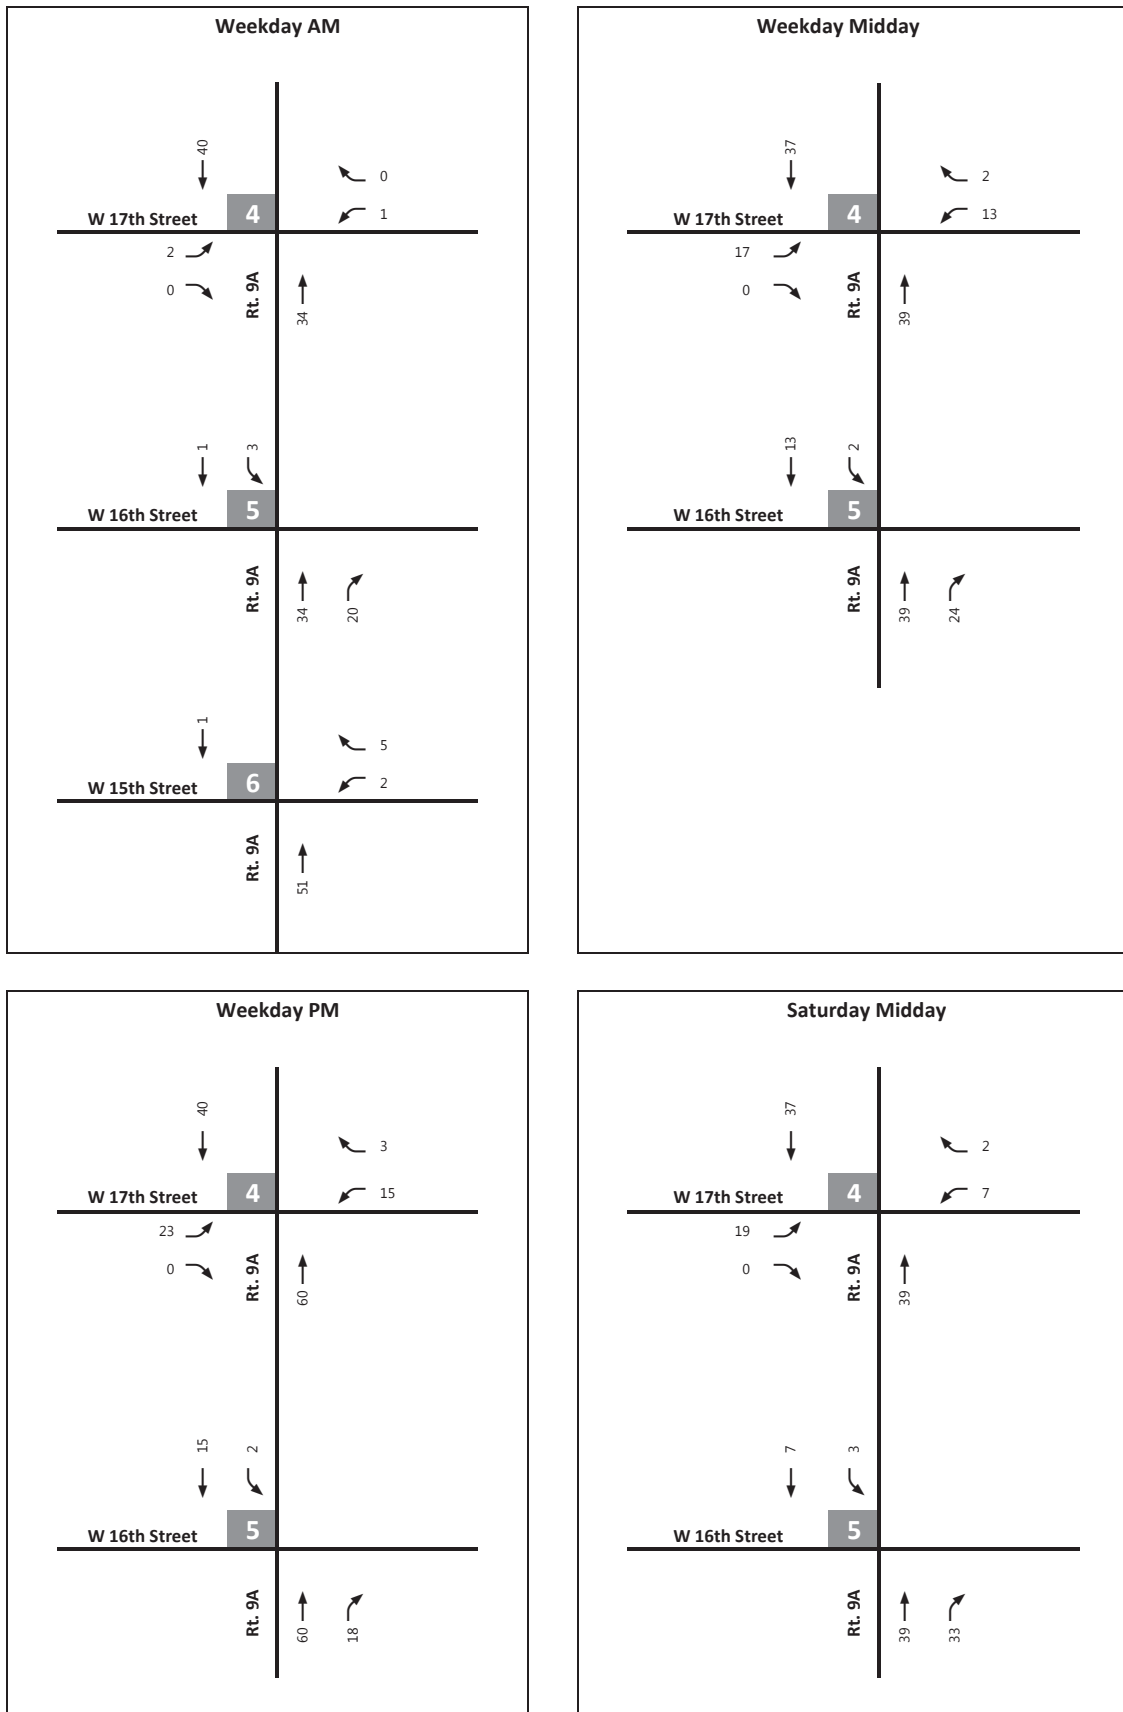 Weekday AM
40
0
W 17th Street
4
1
2
0
Rt. 9A
34
1
3
W 16th Street
5
Rt. 9A
34
20
1
5
W 15th Street
6
2
Rt. 9A
51
Weekday Midday
37
2
W 17th Street
4
13
17
0
Rt. 9A
39
13
2
W 16th Street
5
Rt. 9A
39
24
Weekday PM
40
3
W 17th Street
4
15
23
0
Rt. 9A
60
15
2
W 16th Street
5
Rt. 9A
60
18
Saturday Midday
37
2
W 17th Street
4
7
19
0
Rt. 9A
39
7
3
W 16th Street
5
Rt. 9A
39
33